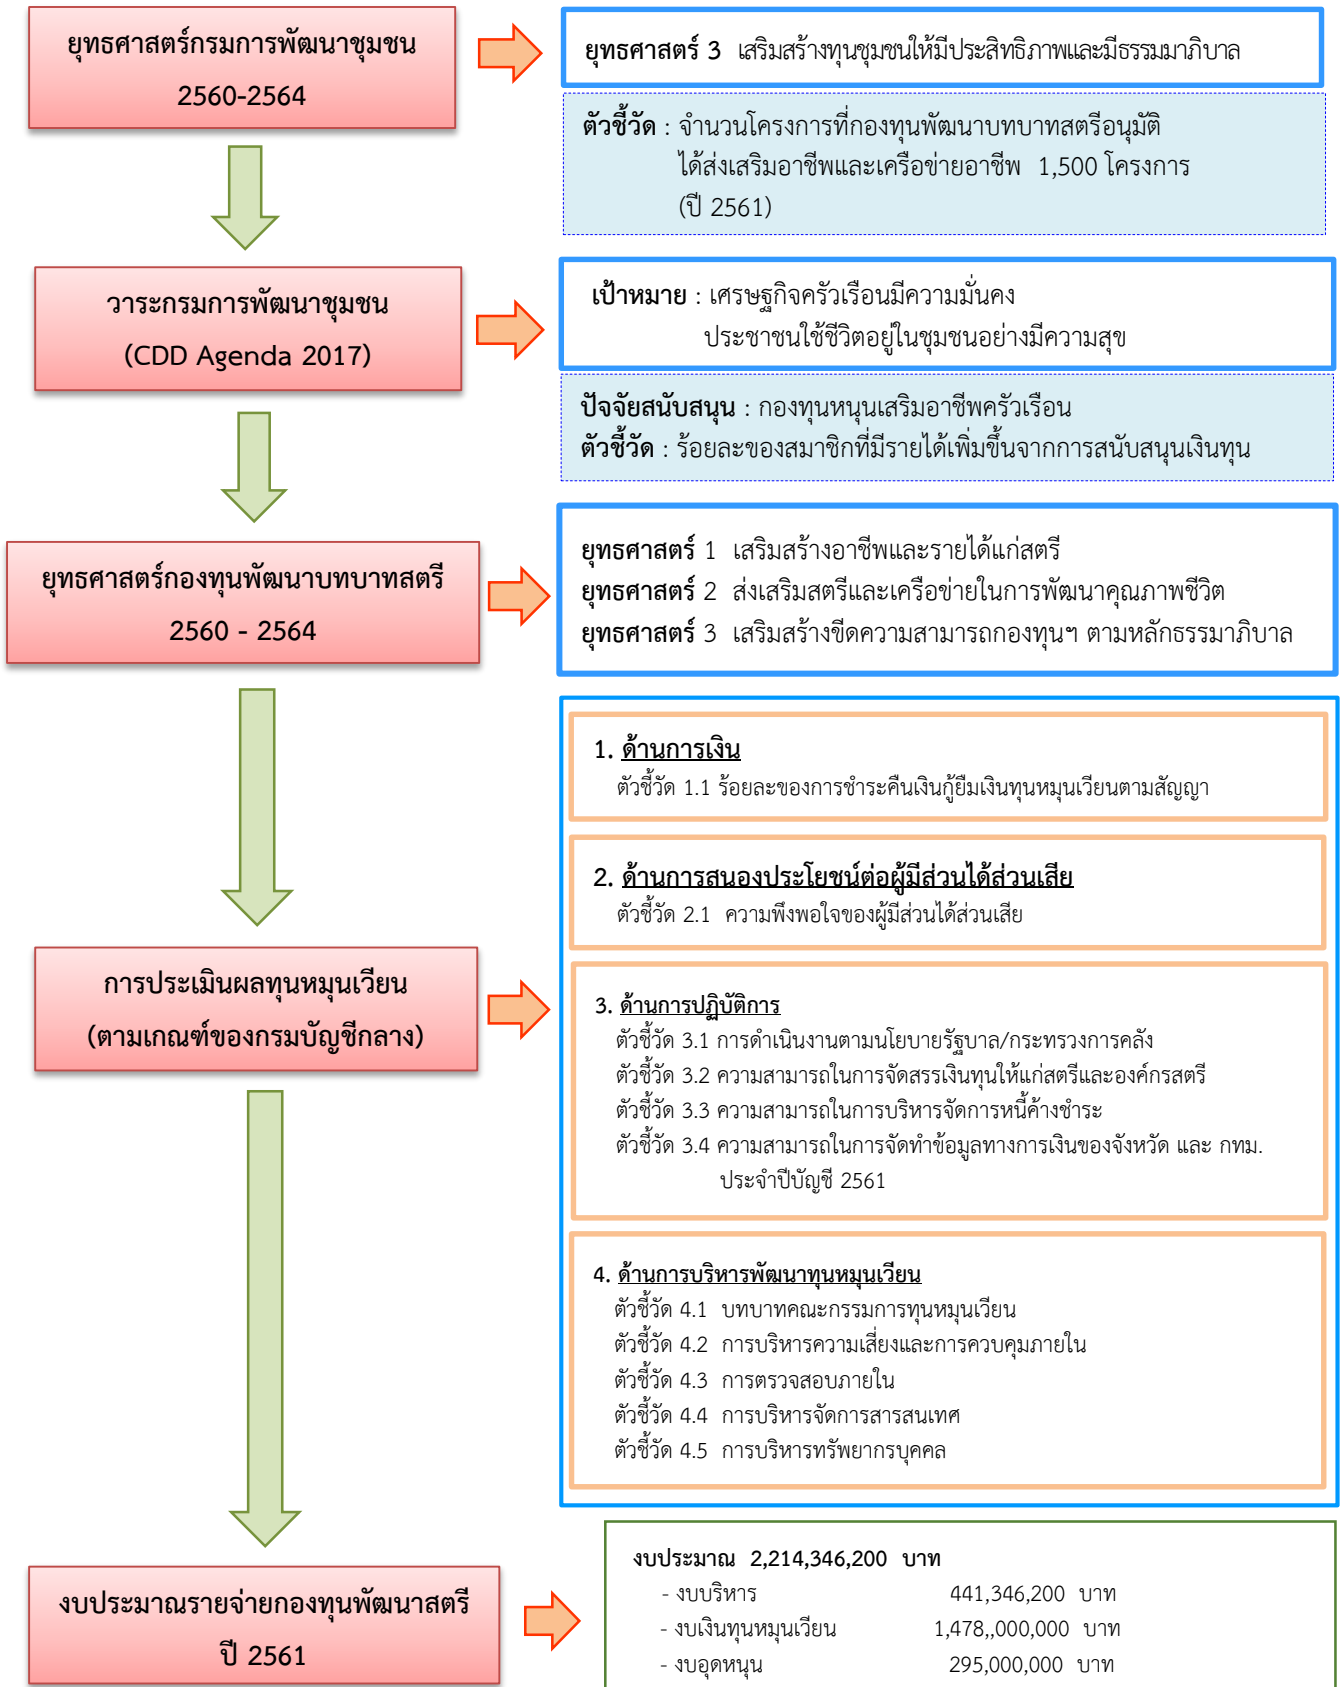 ยุทธศาสตร์กรมการพัฒนาชุมชน
2560-2564
ยุทธศาสตร์ 3 เสริมสร้างทุนชุมชนให้มีประสิทธิภาพและมีธรรมมาภิบาล
ตัวชี้วัด : จำนวนโครงการที่กองทุนพัฒนาบทบาทสตรีอนุมัติ
ได้ส่งเสริมอาชีพและเครือข่ายอาชีพ 1,500 โครงการ
(ปี 2561)
วาระกรมการพัฒนาชุมชน
(CDD Agenda 2017)
เป้าหมาย : เศรษฐกิจครัวเรือนมีความมั่นคง
ประชาชนใช้ชีวิตอยู่ในชุมชนอย่างมีความสุข
ปัจจัยสนับสนุน : กองทุนหนุนเสริมอาชีพครัวเรือน
ตัวชี้วัด : ร้อยละของสมาชิกที่มีรายได้เพิ่มขึ้นจากการสนับสนุนเงินทุน
ยุทธศาสตร์กองทุนพัฒนาบทบาทสตรี
2560 - 2564
ยุทธศาสตร์ 1 เสริมสร้างอาชีพและรายได้แก่สตรี
ยุทธศาสตร์ 2 ส่งเสริมสตรีและเครือข่ายในการพัฒนาคุณภาพชีวิต
ยุทธศาสตร์ 3 เสริมสร้างขีดความสามารถกองทุนฯ ตามหลักธรรมาภิบาล
การประเมินผลทุนหมุนเวียน
(ตามเกณฑ์ของกรมบัญชีกลาง)
1. ด้านการเงิน
ตัวชี้วัด 1.1 ร้อยละของการชำระคืนเงินกู้ยืมเงินทุนหมุนเวียนตามสัญญา
2. ด้านการสนองประโยชน์ต่อผู้มีส่วนได้ส่วนเสีย
ตัวชี้วัด 2.1 ความพึงพอใจของผู้มีส่วนได้ส่วนเสีย
3. ด้านการปฏิบัติการ
ตัวชี้วัด 3.1 การดำเนินงานตามนโยบายรัฐบาล/กระทรวงการคลัง
ตัวชี้วัด 3.2 ความสามารถในการจัดสรรเงินทุนให้แก่สตรีและองค์กรสตรี
ตัวชี้วัด 3.3 ความสามารถในการบริหารจัดการหนี้ค้างชำระ
ตัวชี้วัด 3.4 ความสามารถในการจัดทำข้อมูลทางการเงินของจังหวัด และ กทม.
ประจำปีบัญชี 2561
4. ด้านการบริหารพัฒนาทุนหมุนเวียน
ตัวชี้วัด 4.1 บทบาทคณะกรรมการทุนหมุนเวียน
ตัวชี้วัด 4.2 การบริหารความเสี่ยงและการควบคุมภายใน
ตัวชี้วัด 4.3 การตรวจสอบภายใน
ตัวชี้วัด 4.4 การบริหารจัดการสารสนเทศ
ตัวชี้วัด 4.5 การบริหารทรัพยากรบุคคล
งบประมาณรายจ่ายกองทุนพัฒนาสตรี
ปี 2561
งบประมาณ 2,214,346,200 บาท
- งบบริหาร 441,346,200 บาท
- งบเงินทุนหมุนเวียน 1,478,,000,000 บาท
- งบอุดหนุน 295,000,000 บาท